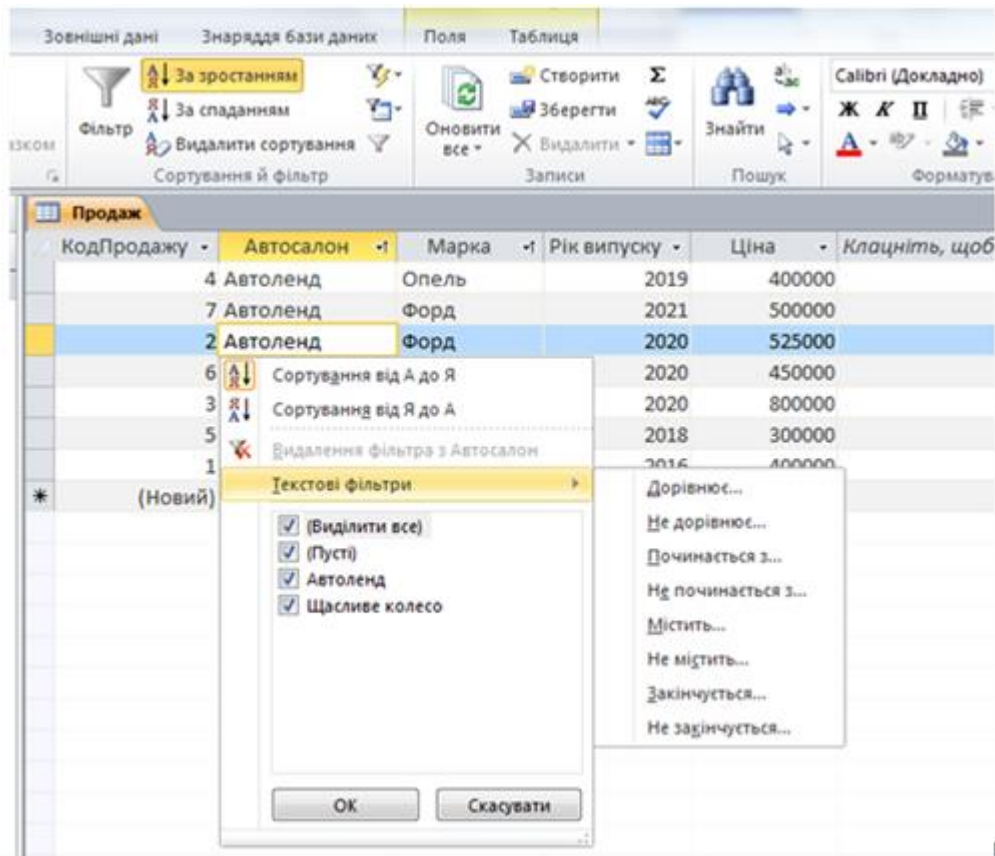 Зовнішні дані Знаряддя бази даних Поля Таблиця
Фільтр
За зростанням
За спаданням
Видалити сортування
Сортування й фільтр
Оновити все
Створити
Зберегти
Видалити
Записи
Знайти
Пошук
Calibri (Докладно)
Ж К П
Форматув
Продаж
КодПродажу Автосалон Марка Рік випуску Ціна Клацніть, щоб
4 Автоленд Опель 2019 400000
7 Автоленд Форд 2021 500000
2 Автоленд Форд 2020 525000
6 2020 450000
3 2020 800000
5 2018 300000
1 2016 400000
(Новий)
Сортування від А до Я
Сортування від Я до А
Видалення фільтра з Автосалон
Текстові фільтри
(Виділити все)
(Пусті)
Автоленд
Щасливе колесо
ОК Скасувати
Дорівнює...
Не дорівнює...
Починається з...
Не починається з...
Містить...
Не містить...
Закінчується...
Не закінчується...